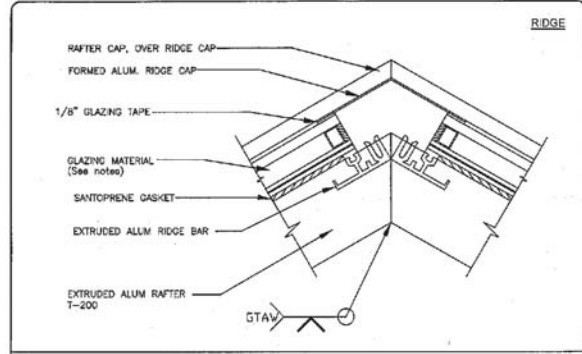 RIDGE
RAFTER CAP, OVER RIDGE CAP
FORMED ALUM. RIDGE CAP
1/8" GLAZING TAPE
GLAZING MATERIAL
(See notes)
SANTOPRENE GASKET
EXTRUDED ALUM RIDGE BAR
EXTRUDED ALUM RAFTER
T-200
GTAW